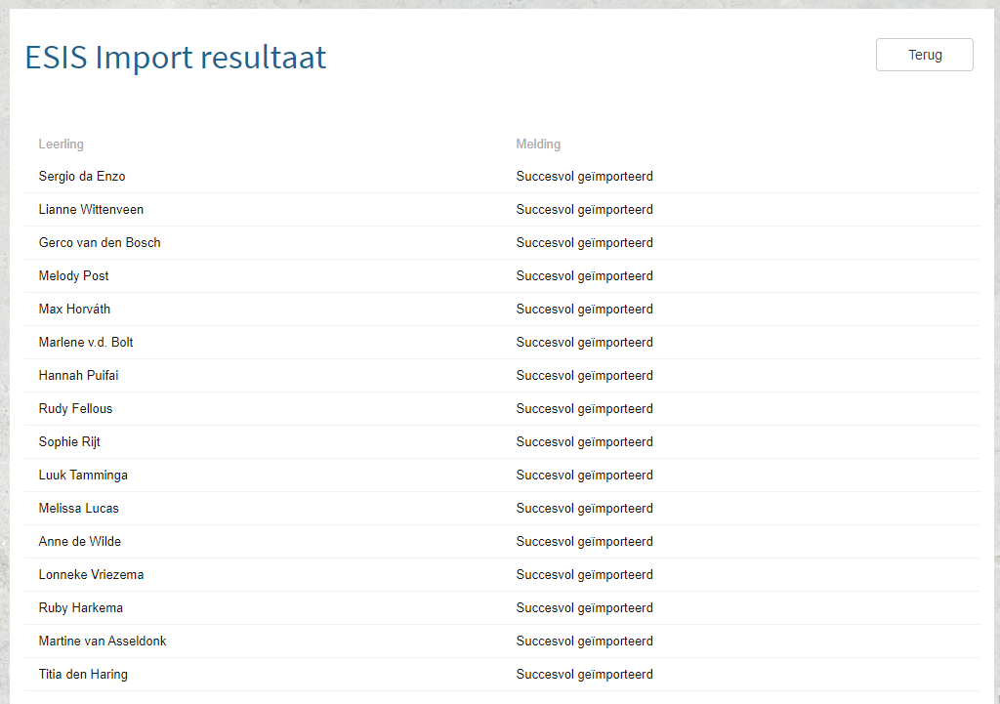 ESIS Import resultaat
Terug
Leerling Melding
Sergio da Enzo Succesvol geïmporteerd
Lianne Wittenveen Succesvol geïmporteerd
Gerco van den Bosch Succesvol geïmporteerd
Melody Post Succesvol geïmporteerd
Max Horváth Succesvol geïmporteerd
Marlene v.d. Bolt Succesvol geïmporteerd
Hannah Puifai Succesvol geïmporteerd
Rudy Fellous Succesvol geïmporteerd
Sophie Rijt Succesvol geïmporteerd
Luuk Tamminga Succesvol geïmporteerd
Melissa Lucas Succesvol geïmporteerd
Anne de Wilde Succesvol geïmporteerd
Lonneke Vriezema Succesvol geïmporteerd
Ruby Harkema Succesvol geïmporteerd
Martine van Asseldonk Succesvol geïmporteerd
Titia den Haring Succesvol geïmporteerd